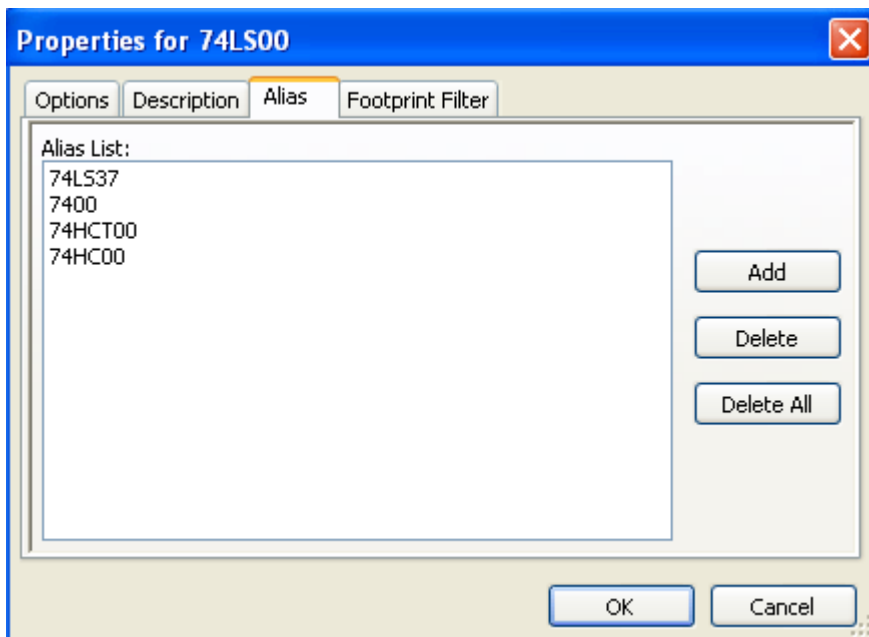 Properties for 74LS00
Options Description Alias Footprint Filter
Alias List:
74LS37
7400
74HCT00
74HC00
Add
Delete
Delete All
OK Cancel